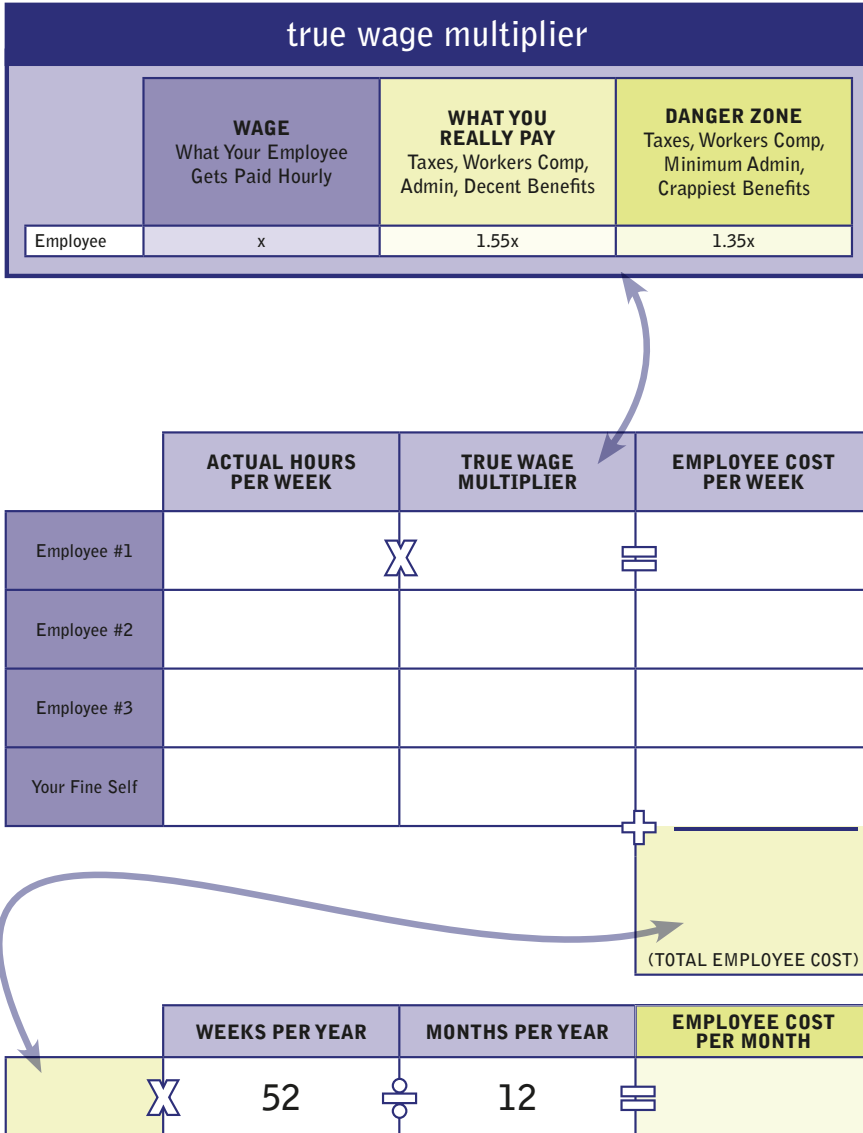 true wage multiplier
WAGE
What Your Employee
Gets Paid Hourly
WHAT YOU
REALLY PAY
Taxes, Workers Comp,
Admin, Decent Benefits
DANGER ZONE
Taxes, Workers Comp,
Minimum Admin,
Crappiest Benefits
Employee x 1.55x 1.35x
ACTUAL HOURS
PER WEEK
TRUE WAGE
MULTIPLIER
EMPLOYEE COST
PER WEEK
Employee #1
Employee #2
Employee #3
Your Fine Self
(TOTAL EMPLOYEE COST)
WEEKS PER YEAR
MONTHS PER YEAR
EMPLOYEE COST
PER MONTH
x 52 ÷ 12 =